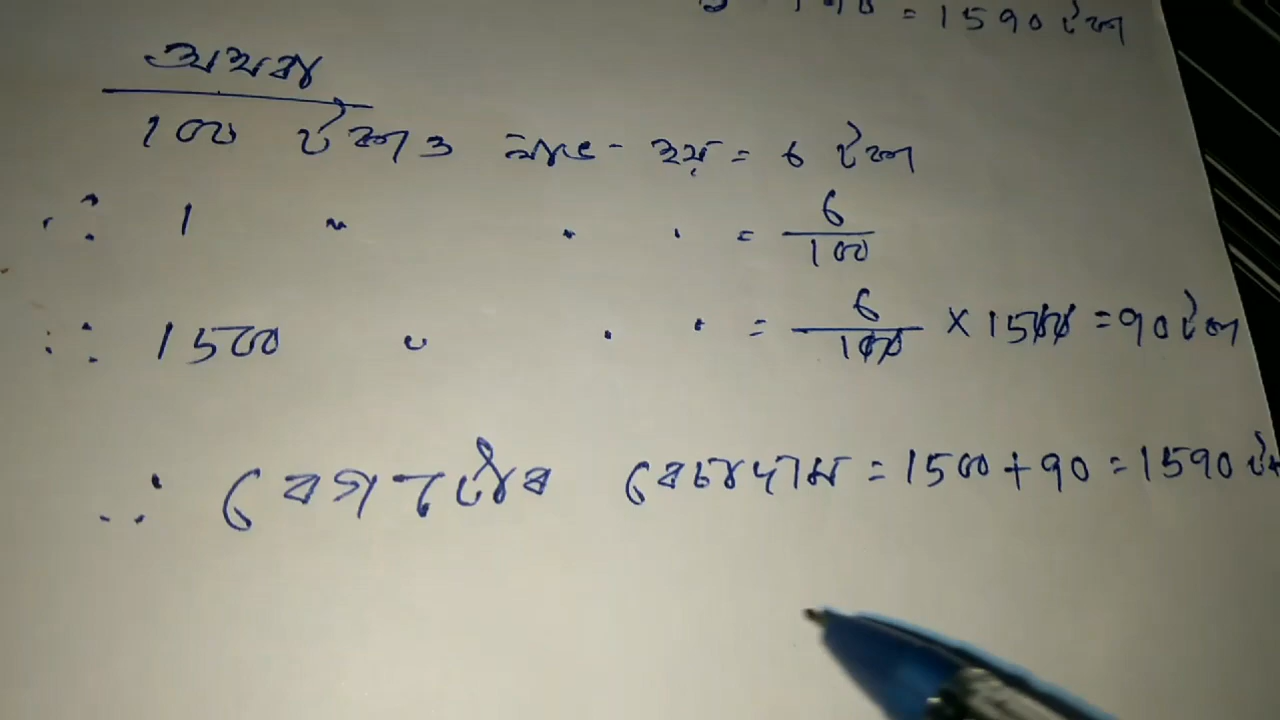 = 1590 টকা
অথবা
100 টকাত = 6 টকা
∴ 1 " " " = 6/100
∴ 1500 " " " = 6/100 × 1500 = 90 টকা
∴ বেগটোৰ বেচাদাম = 1500 + 90 = 1590